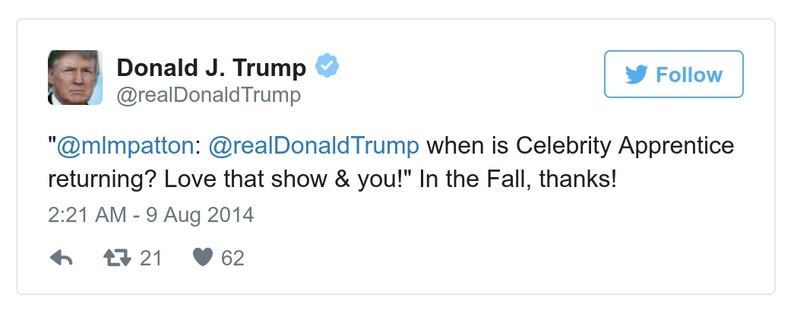 Donald J. Trump
Follow
@realDonaldTrump
"@mlmpatton: @realDonaldTrump when is Celebrity Apprentice
returning? Love that show & you!" In the Fall, thanks!
2:21 AM - 9 Aug 2014
21 62